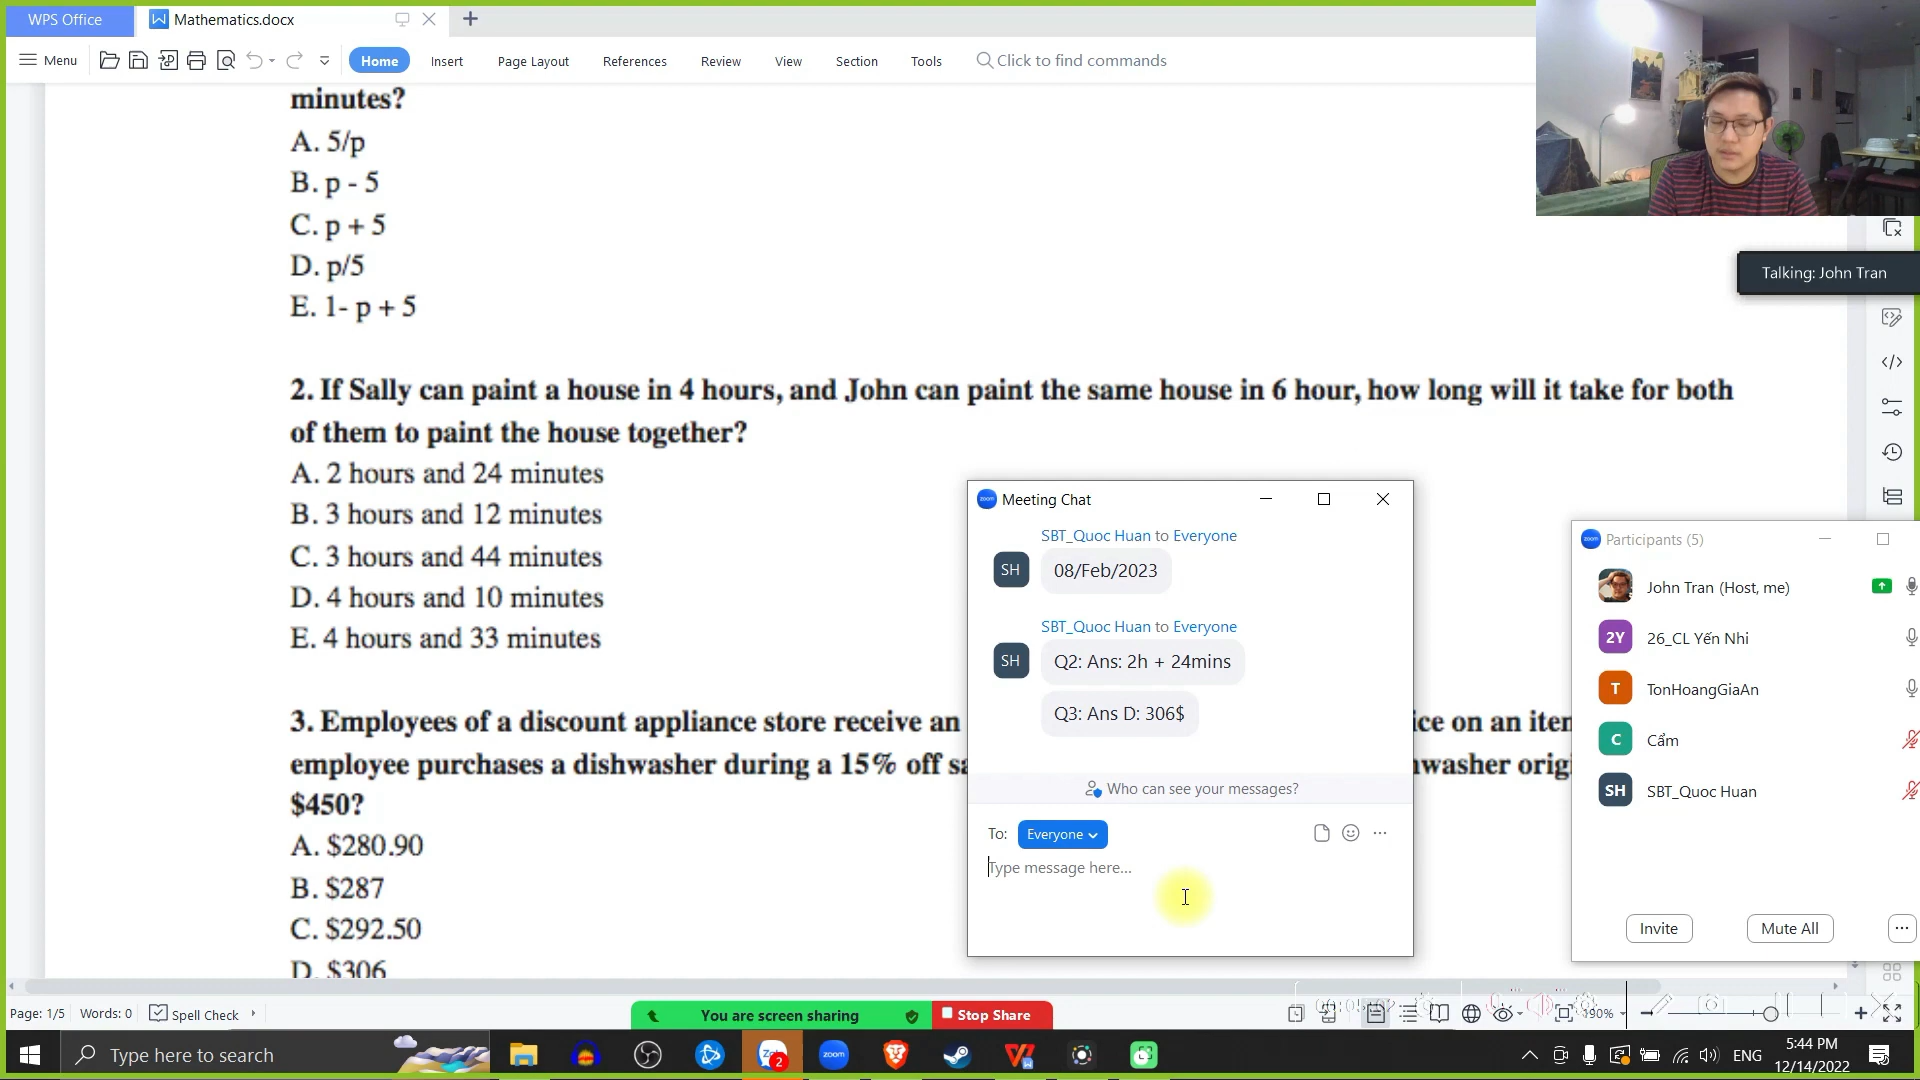 WPS Office
Mathematics.docx
Menu
Home
Insert
Page Layout
References
Review
View
Section
Tools
Click to find commands
minutes?
A. 5/p
B. p - 5
C. p + 5
D. p/5
E. 1- p + 5
2. If Sally can paint a house in 4 hours, and John can paint the same house in 6 hour, how long will it take for both
of them to paint the house together?
A. 2 hours and 24 minutes
B. 3 hours and 12 minutes
C. 3 hours and 44 minutes
D. 4 hours and 10 minutes
E. 4 hours and 33 minutes
3. Employees of a discount appliance store receive an
ice on an iten
employee purchases a dishwasher during a 15% off sa
washer origi
$450?
A. $280.90
B. $287
C. $292.50
D. $306
Talking: John Tran
zoom
Meeting Chat
SBT_Quoc Huan to Everyone
SH
08/Feb/2023
SBT_Quoc Huan to Everyone
SH
Q2: Ans: 2h + 24mins
Q3: Ans D: 306$
Who can see your messages?
To:
Everyone
Type message here...
zoom
Participants (5)
John Tran (Host, me)
2Y
26_CL Yến Nhi
T
TonHoangGiaAn
C
Cẩm
SH
SBT_Quoc Huan
Invite
Mute All
Page: 1/5
Words: 0
Spell Check
You are screen sharing
Stop Share
190%
Type here to search
2
zoom
ENG
5:44 PM
12/14/2022